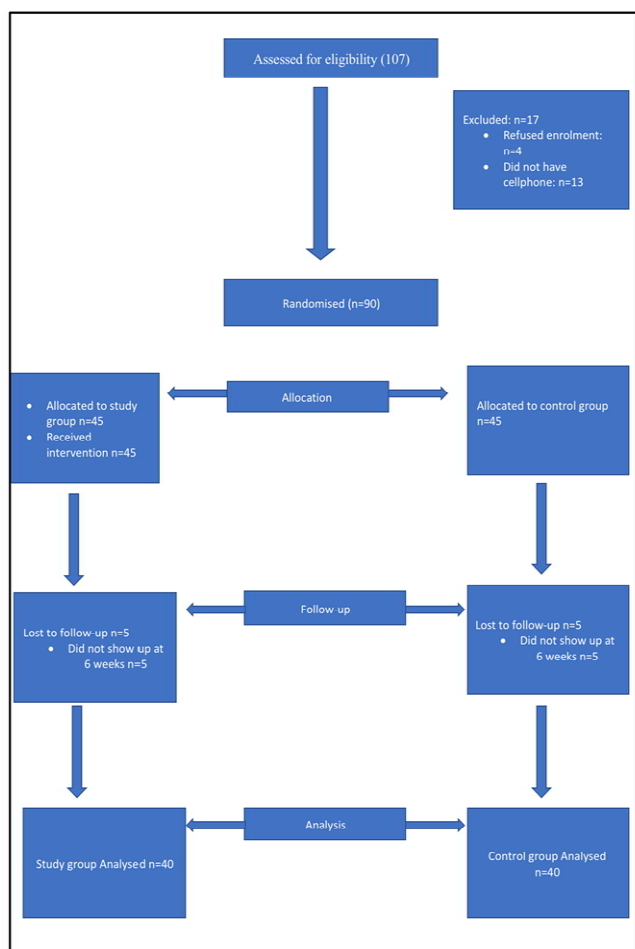 Assessed for eligibility (107)
Excluded: n=17
• Refused enrolment:
n=4
• Did not have
cellphone: n=13
Randomised (n=90)
Allocation
• Allocated to study
group n=45
• Received
intervention n=45
Allocated to control group
n=45
Follow-up
Lost to follow-up n=5
• Did not show up at
6 weeks n=5
Lost to follow-up n=5
• Did not show up at
6 weeks n=5
Analysis
Study group Analysed n=40
Control group Analysed
n=40